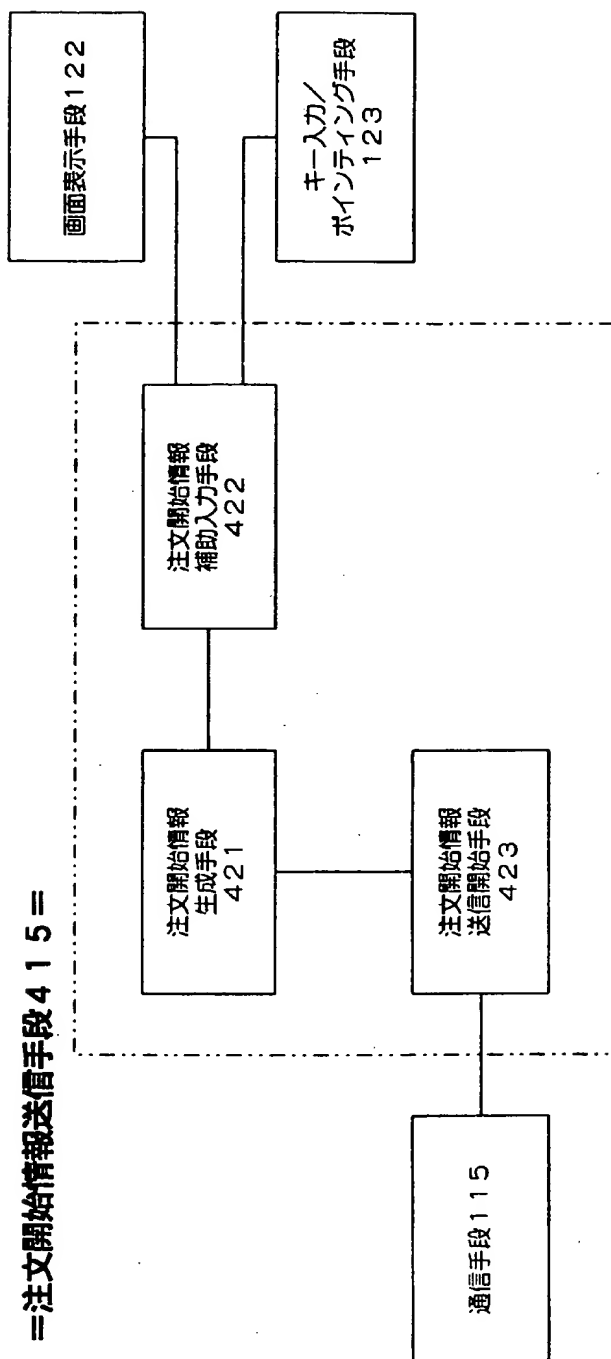 =注文開始情報送信手段415=
通信手段115
注文開始情報
生成手段
421
注文開始情報
送信開始手段
423
注文開始情報
補助入力手段
422
画面表示手段122
キー入力/
ポインティング手段
123